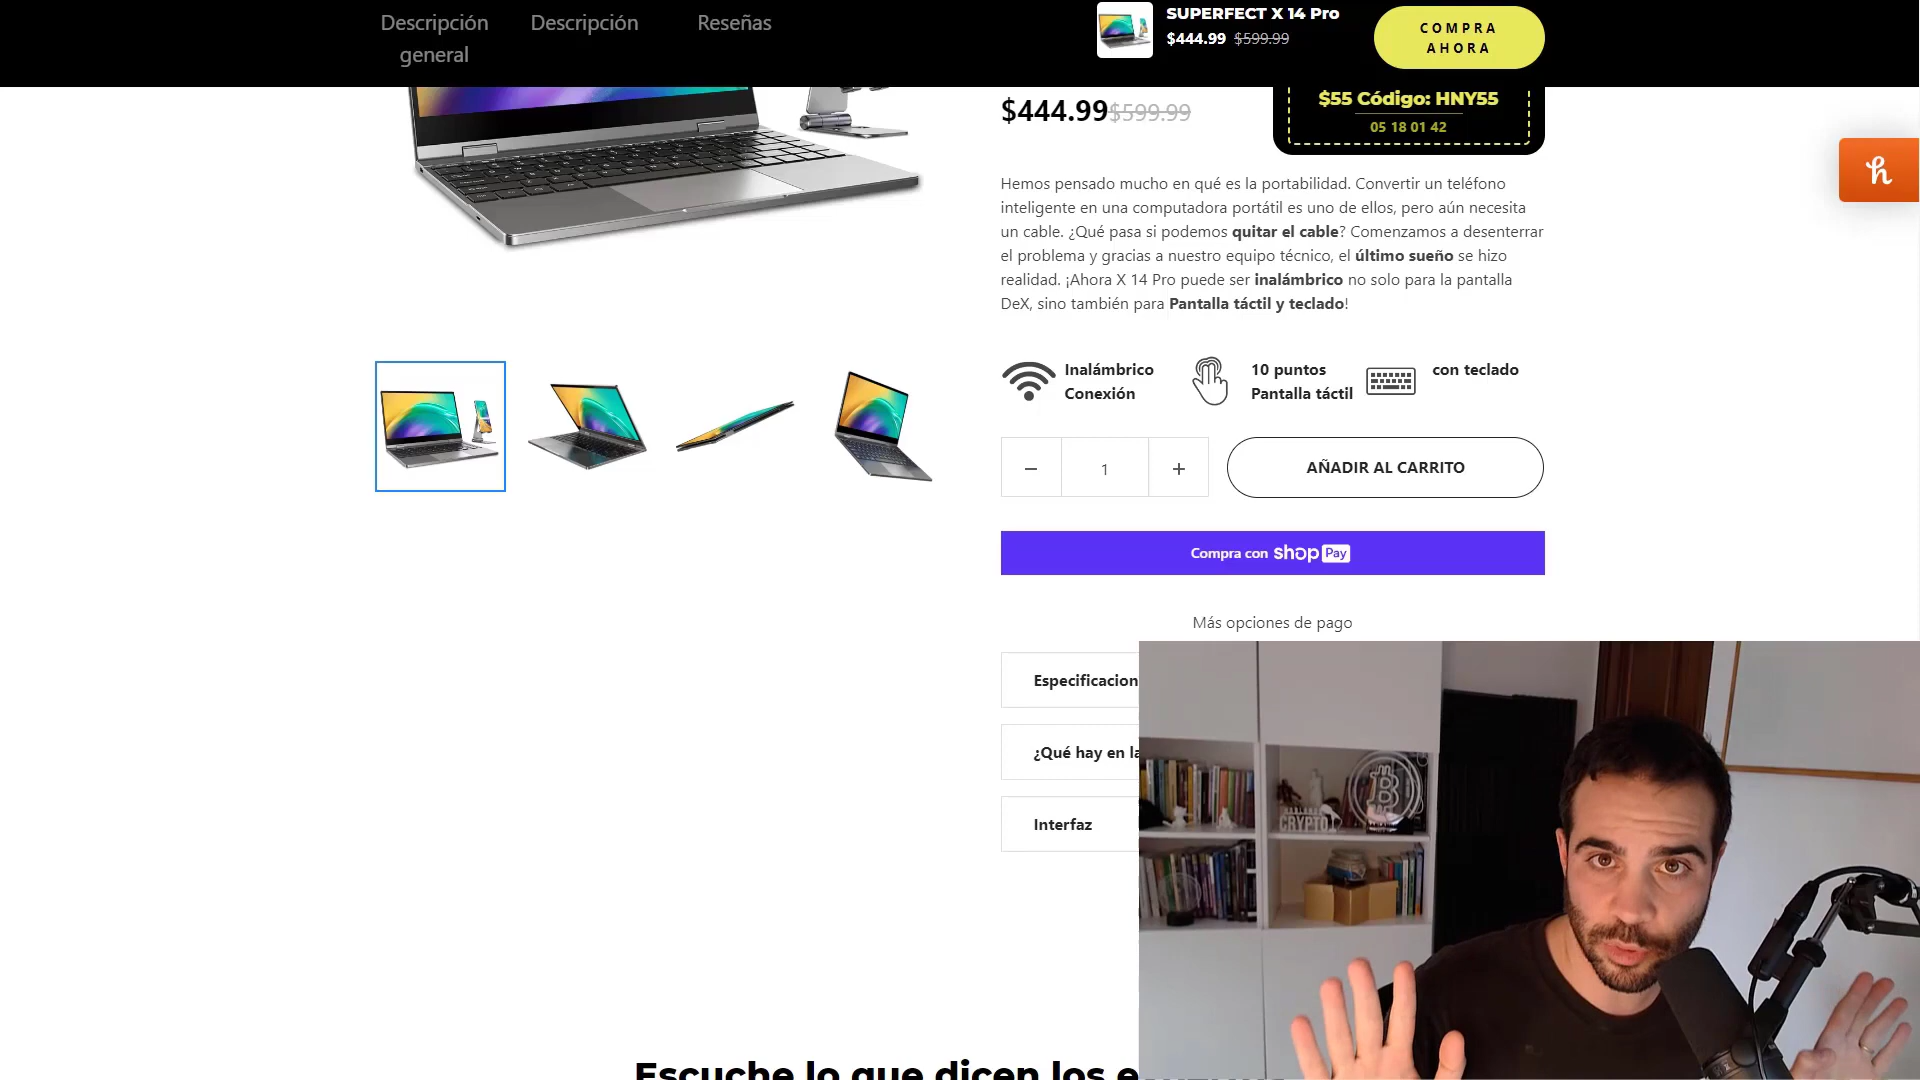 Descripción
general
Descripción
Reseñas
SUPERFECT X 14 Pro
$444.99 $599.99
COMPRA
AHORA
$444.99$599.99
$55 Código: HNY55
05 18 01 42
Hemos pensado mucho en qué es la portabilidad. Convertir un teléfono
inteligente en una computadora portátil es uno de ellos, pero aún necesita
un cable. ¿Qué pasa si podemos quitar el cable? Comenzamos a desenterrar
el problema y gracias a nuestro equipo técnico, el último sueño se hizo
realidad. ¡Ahora X 14 Pro puede ser inalámbrico no solo para la pantalla
DeX, sino también para Pantalla táctil y teclado!
Inalámbrico
Conexión
10 puntos
Pantalla táctil
con teclado
− 1 +
AÑADIR AL CARRITO
Compra con shop Pay
Más opciones de pago
Especificacion
¿Qué hay en la
Interfaz
CRYPTO
Escuche lo que dicen los e